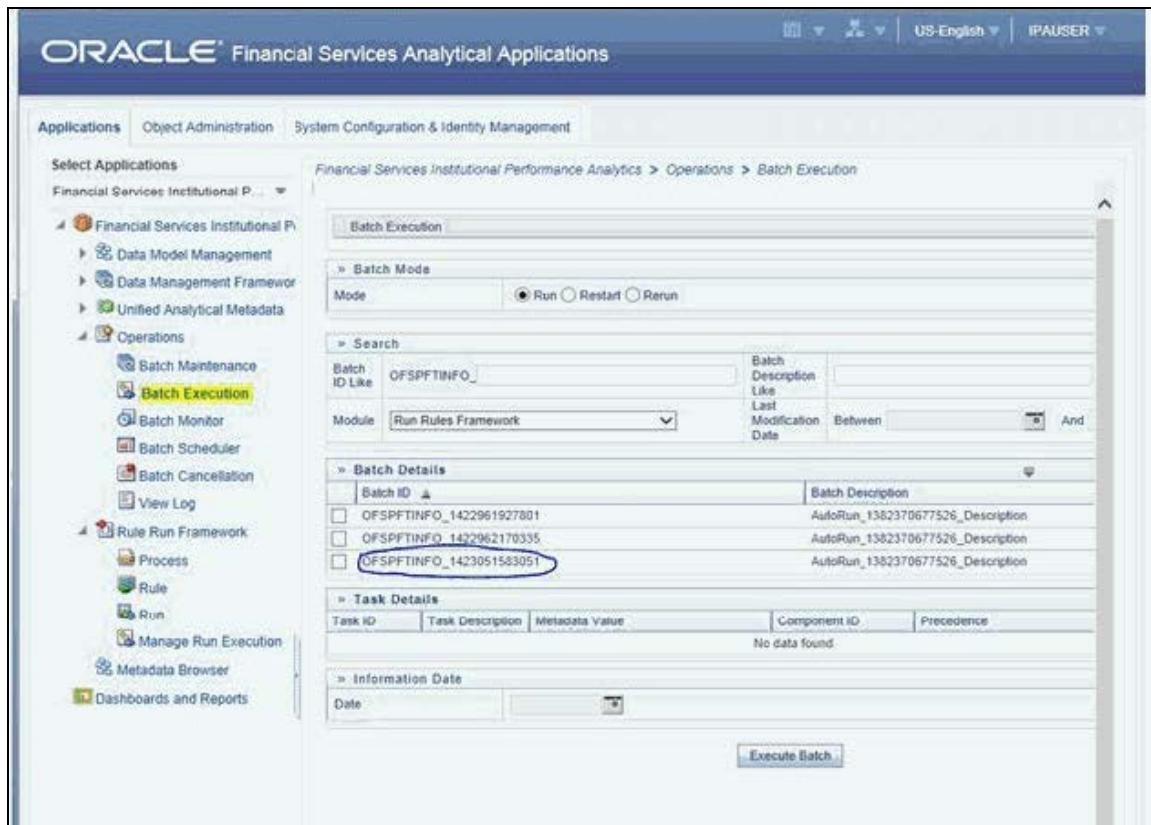 US-English IPAUSER
ORACLE Financial Services Analytical Applications
Applications Object Administration System Configuration & Identity Management
Select Applications
Financial Services Institutional P...
Financial Services Institutional P
Data Model Management
Data Management Framewor
Unified Analytical Metadata
Operations
Batch Maintenance
Batch Execution
Batch Monitor
Batch Scheduler
Batch Cancellation
View Log
Rule Run Framework
Process
Rule
Run
Manage Run Execution
Metadata Browser
Dashboards and Reports
Financial Services Institutional Performance Analytics > Operations > Batch Execution
Batch Execution
» Batch Mode
Mode Run Restart Rerun
» Search
Batch ID Like OFSPFTINFO_ Batch Description Like
Module Run Rules Framework Last Modification Date Between And
» Batch Details
Batch ID Batch Description
OFSPFTINFO_1422961927801 AutoRun_1382370677526_Description
OFSPFTINFO_1422962170335 AutoRun_1382370677526_Description
OFSPFTINFO_1423051583051 AutoRun_1382370677526_Description
» Task Details
Task ID Task Description Metadata Value Component ID Precedence
No data found
» Information Date
Date
Execute Batch